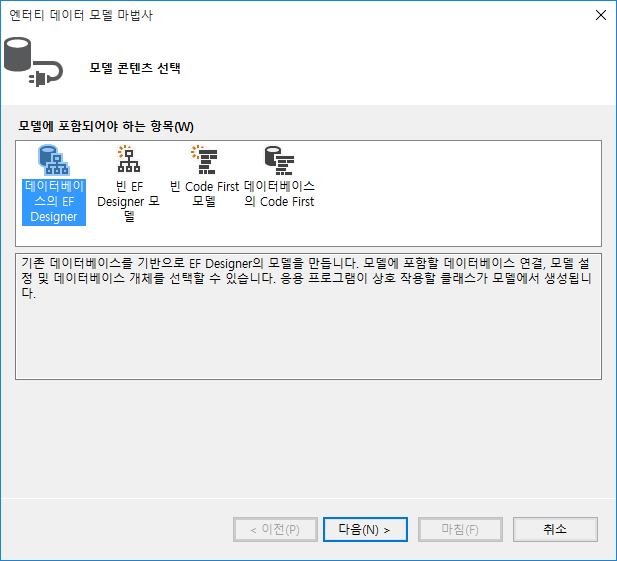 엔터티 데이터 모델 마법사
모델 콘텐츠 선택
모델에 포함되어야 하는 항목(W)
데이터베이
스의 EF
Designer
빈 EF
Designer 모
델
빈 Code First
모델
데이터베이스
의 Code First
기존 데이터베이스를 기반으로 EF Designer의 모델을 만듭니다. 모델에 포함할 데이터베이스 연결, 모델 설
정 및 데이터베이스 개체를 선택할 수 있습니다. 응용 프로그램이 상호 작용할 클래스가 모델에서 생성됩니
다.
< 이전(P)
다음(N) >
마침(F)
취소